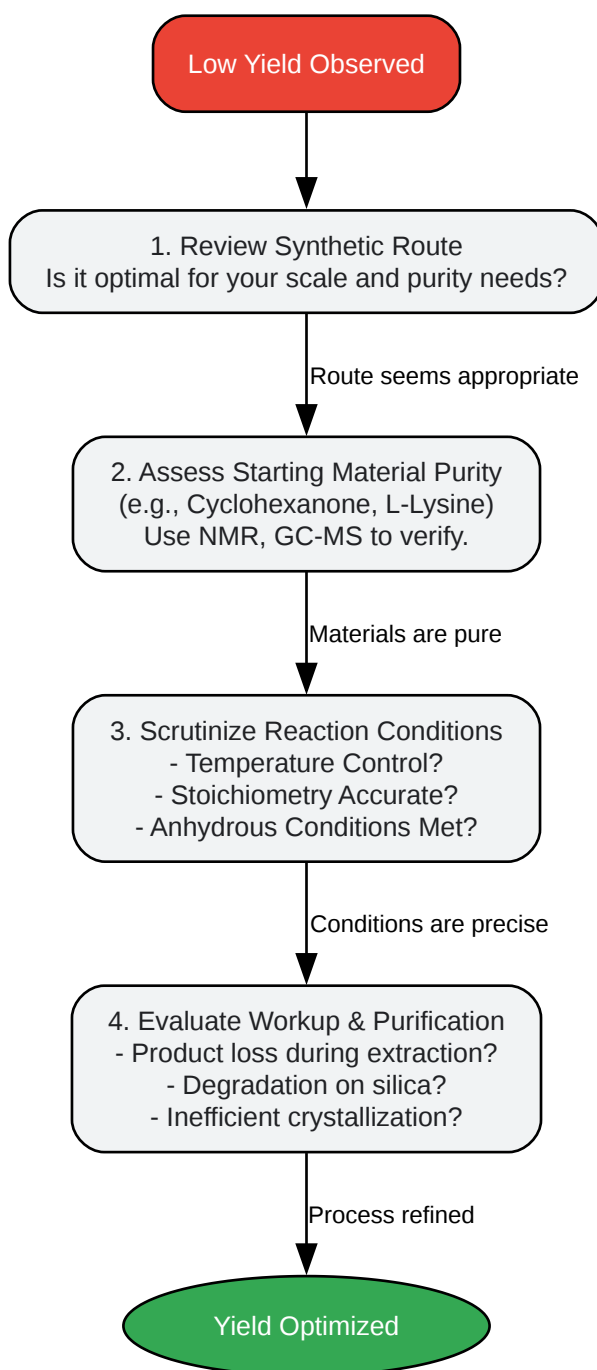 Low Yield Observed
1. Review Synthetic Route
Is it optimal for your scale and purity needs?
Route seems appropriate
2. Assess Starting Material Purity
(e.g., Cyclohexanone, L-Lysine)
Use NMR, GC-MS to verify.
Materials are pure
3. Scrutinize Reaction Conditions
- Temperature Control?
- Stoichiometry Accurate?
- Anhydrous Conditions Met?
Conditions are precise
4. Evaluate Workup & Purification
- Product loss during extraction?
- Degradation on silica?
- Inefficient crystallization?
Process refined
Yield Optimized